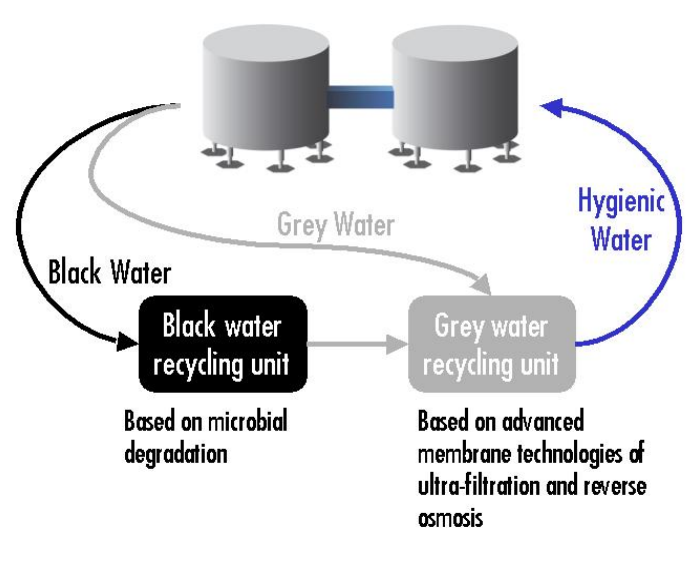 Grey Water
Hygienic
Water
Black Water
Black water
recycling unit
Grey water
recycling unit
Based on microbial
degradation
Based on advanced
membrane technologies of
ultra-filtration and reverse
osmosis